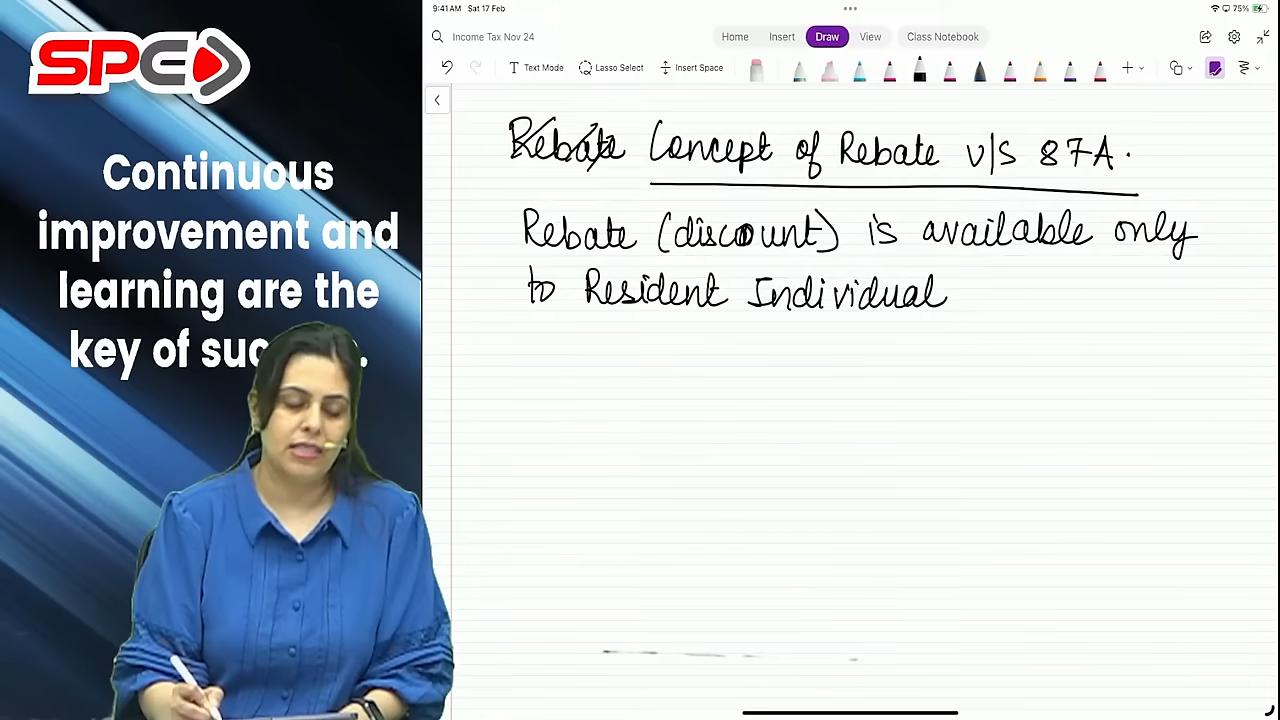 9:41 AM Sat 17 Feb
75%
Income Tax Nov 24
Home Insert Draw View Class Notebook
Text Mode Lasso Select Insert Space
SPE
Continuous
improvement and
learning are the
key of suc
Rebate Concept of Rebate v/s 87A.
Rebate (discount) is available only
to Resident Individual